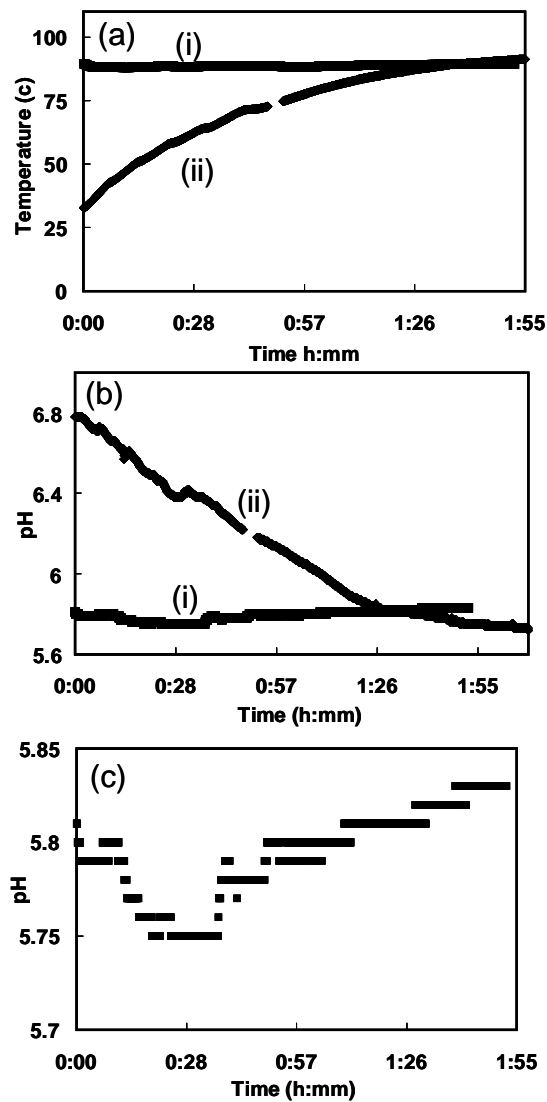 (a)
(i)
(ii)
Temperature (c)
100
75
50
25
0
0:00 0:28 0:57 1:26 1:55
Time h:mm
(b)
(ii)
(i)
pH
6.8
6.4
6
5.6
0:00 0:28 0:57 1:26 1:55
Time (h:mm)
(c)
pH
5.85
5.8
5.75
5.7
0:00 0:28 0:57 1:26 1:55
Time (h:mm)